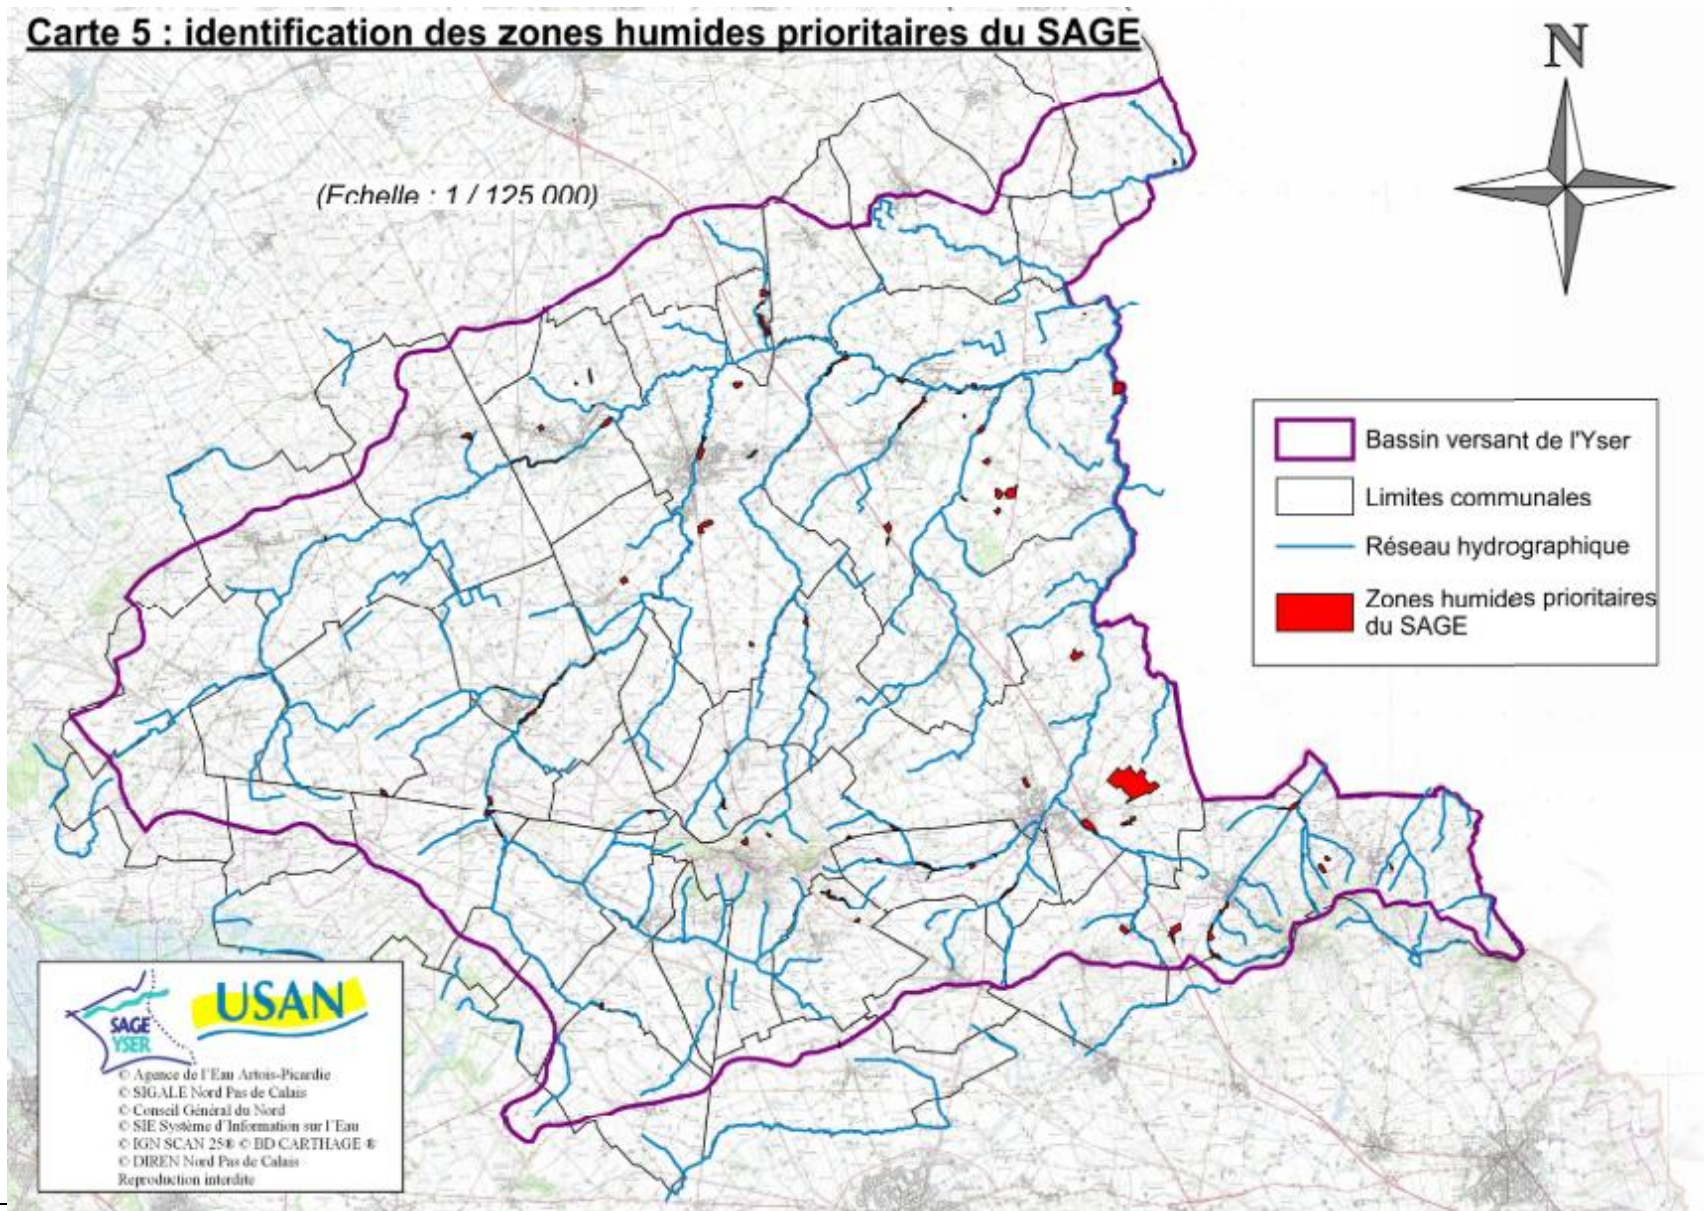 Carte 5 : identification des zones humides prioritaires du SAGE
N
(Echelle : 1 / 125 000)
Bassin versant de l'Yser
Limites communales
Réseau hydrographique
Zones humides prioritaires
du SAGE
SAGE
YSER
USAN
© Agence de l'Eau Artois-Picardie
© SIGALE Nord Pas de Calais
© Conseil Général du Nord
© SIE Système d'Information sur l'Eau
© IGN SCAN 25® © BD CARTHAGE ®
© DIREN Nord Pas de Calais
Reproduction interdite